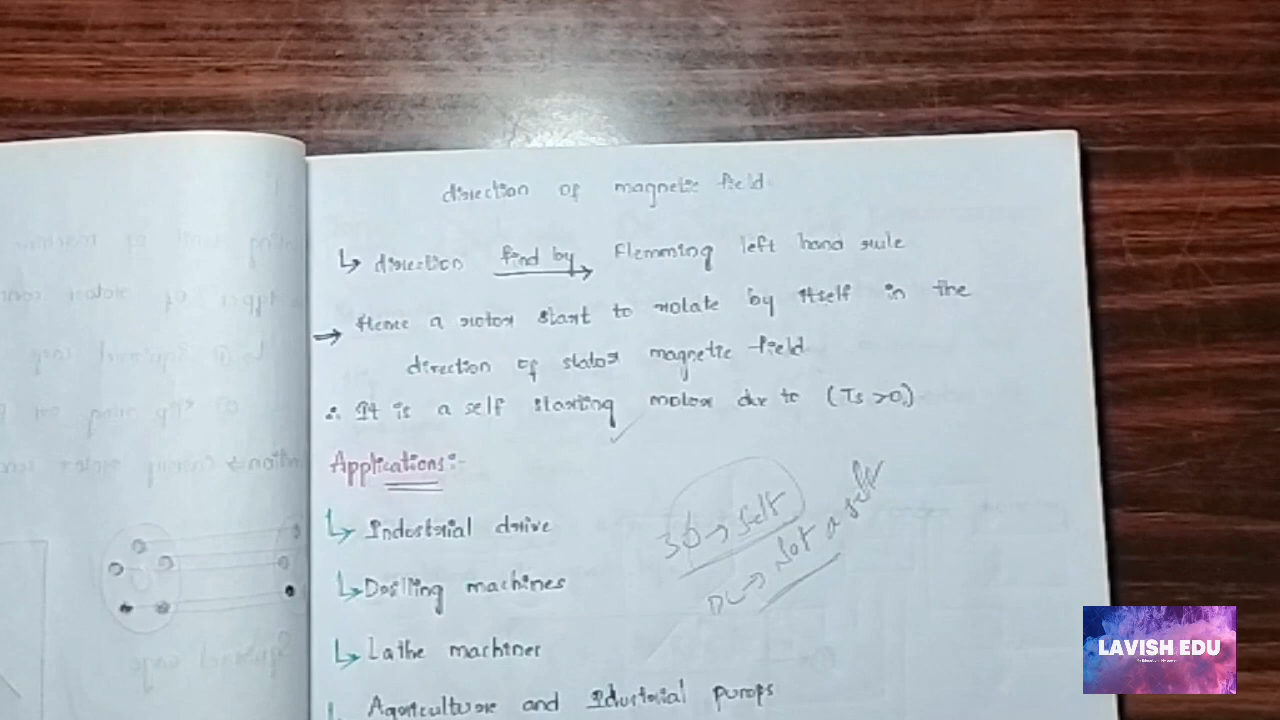 direction of magnetic field
↳ direction find by Flemming left hand rule
⇒ Hence a rotor start to rotate by itself in the
direction of stator magnetic field
∴ It is a self starting motor due to (Ts >0)
Applications:-
↳ Industrial drive
↳ Drilling machines
↳ Lathe machines
↳ Agriculture and industrial pumps
3ϕ → Self
DC → Not a self
LAVISH EDU